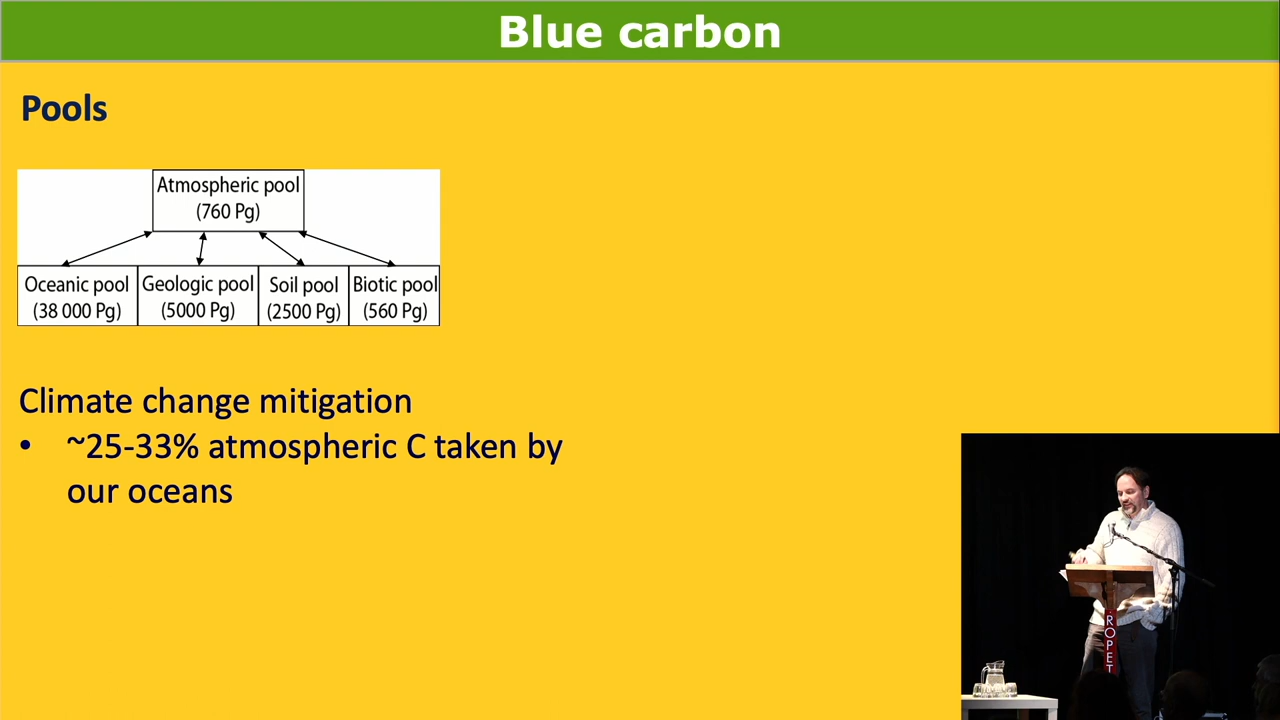 Blue carbon
Pools
Atmospheric pool
(760 Pg)
Oceanic pool
(38 000 Pg)
Geologic pool
(5000 Pg)
Soil pool
(2500 Pg)
Biotic pool
(560 Pg)
Climate change mitigation
• ~25-33% atmospheric C taken by
our oceans
ROPET